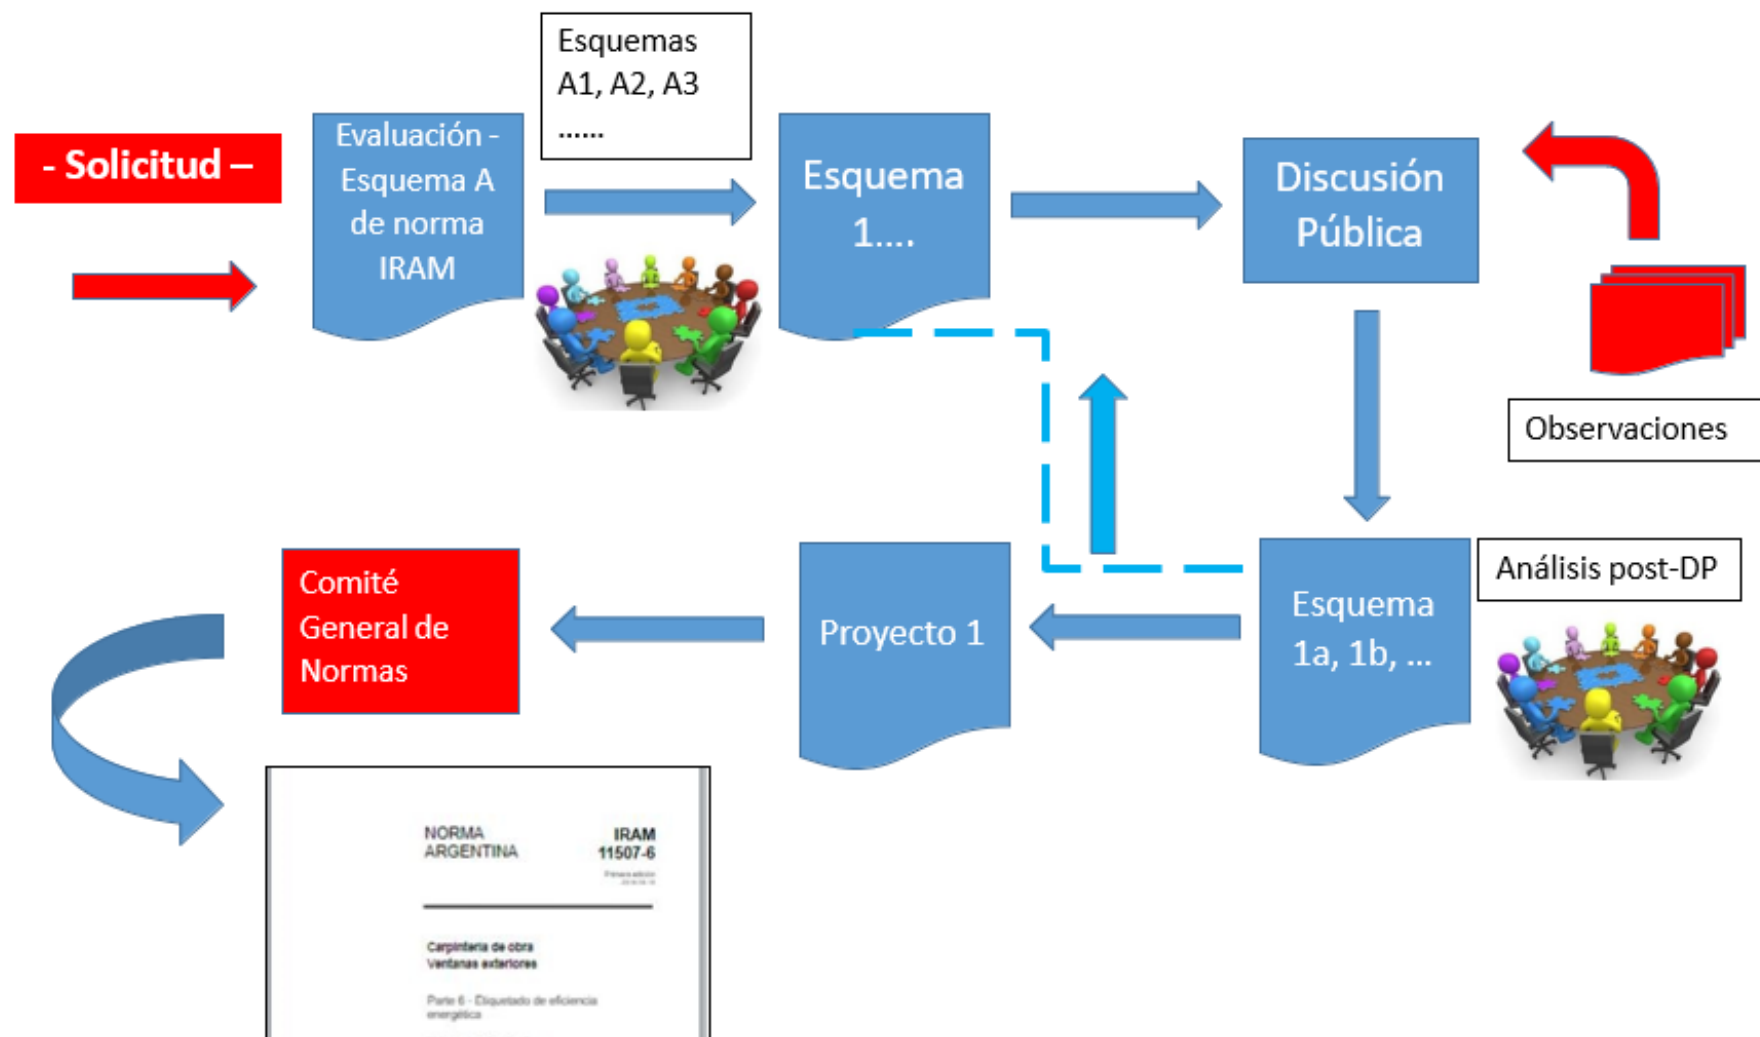 - Solicitud –
Evaluación -
Esquema A
de norma
IRAM
Esquemas
A1, A2, A3
......
Esquema
1....
Discusión
Pública
Observaciones
Análisis post-DP
Esquema
1a, 1b, ...
Proyecto 1
Comité
General de
Normas
NORMA
ARGENTINA
IRAM
11507-6
Primera edición
Carpintería de obra
Ventanas exteriores
Parte 6 - Etiquetado de eficiencia
energética